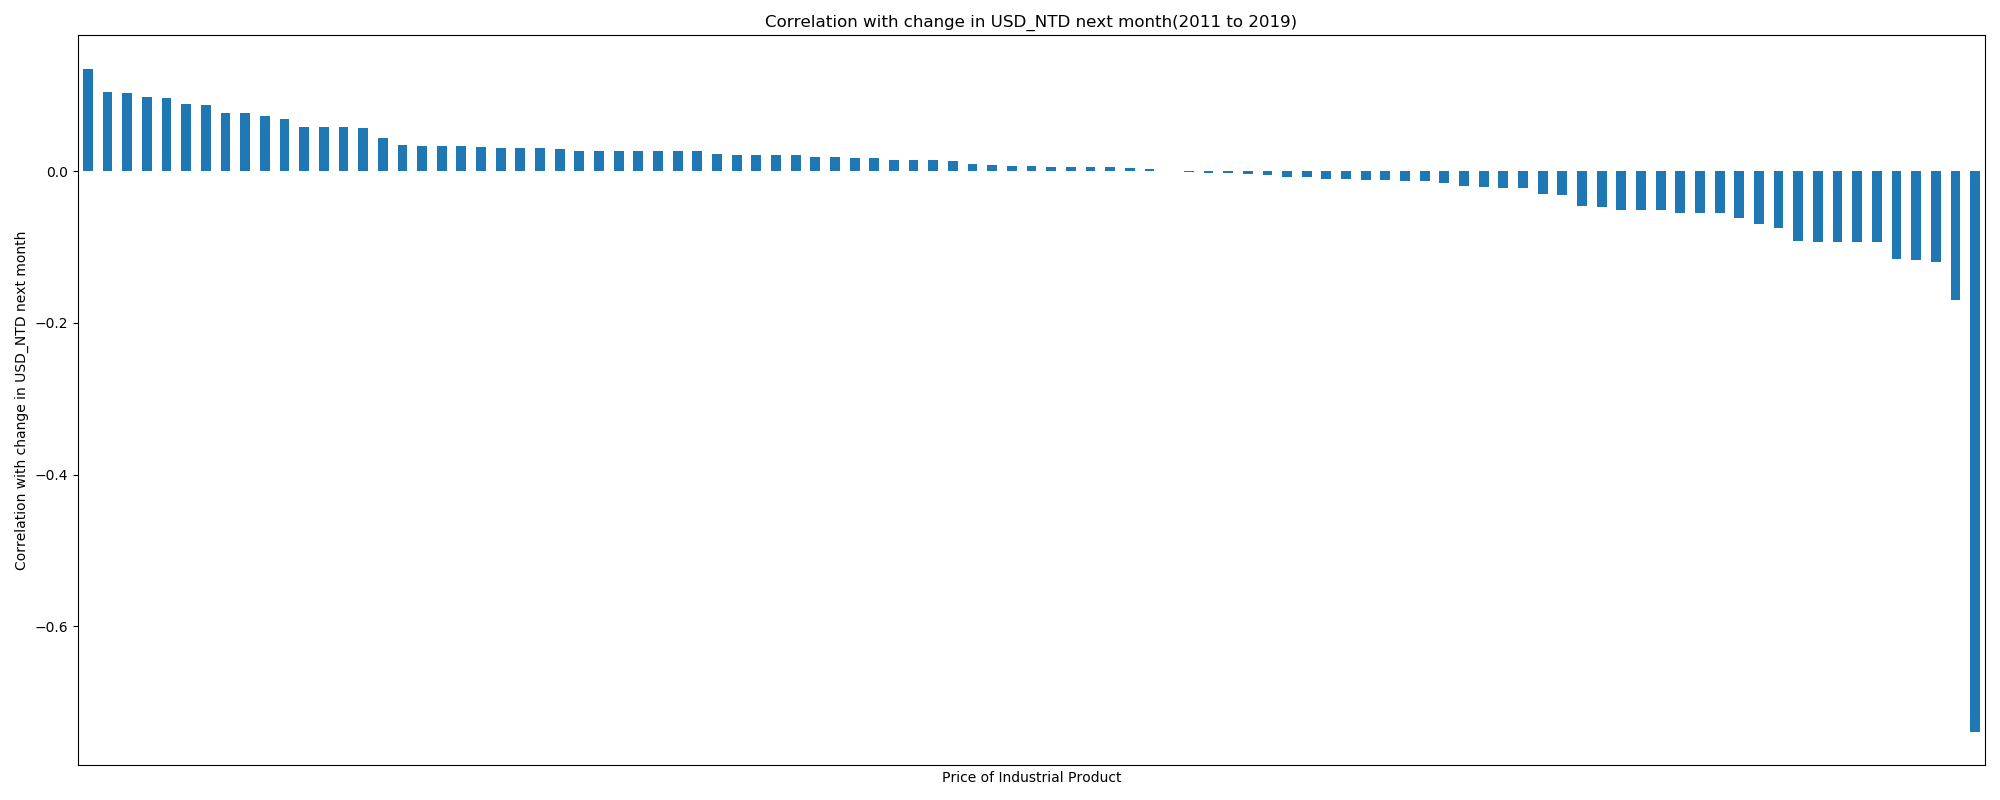 Correlation with change in USD_NTD next month(2011 to 2019)
Correlation with change in USD_NTD next month
0.0
−0.2
−0.4
−0.6
Price of Industrial Product